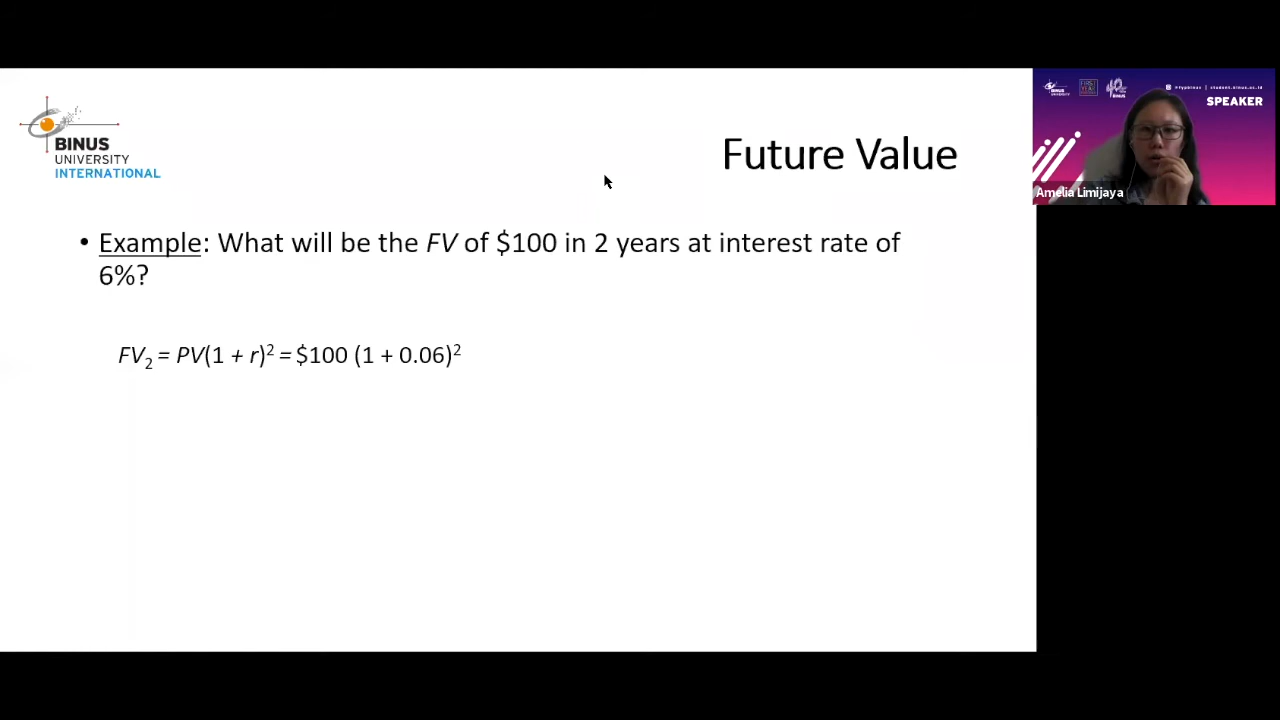 BINUS
UNIVERSITY
INTERNATIONAL
Future Value
• Example: What will be the FV of $100 in 2 years at interest rate of
6%?
FV₂ = PV(1 + r)² = $100 (1 + 0.06)²
SPEAKER
Amelia Limijaya